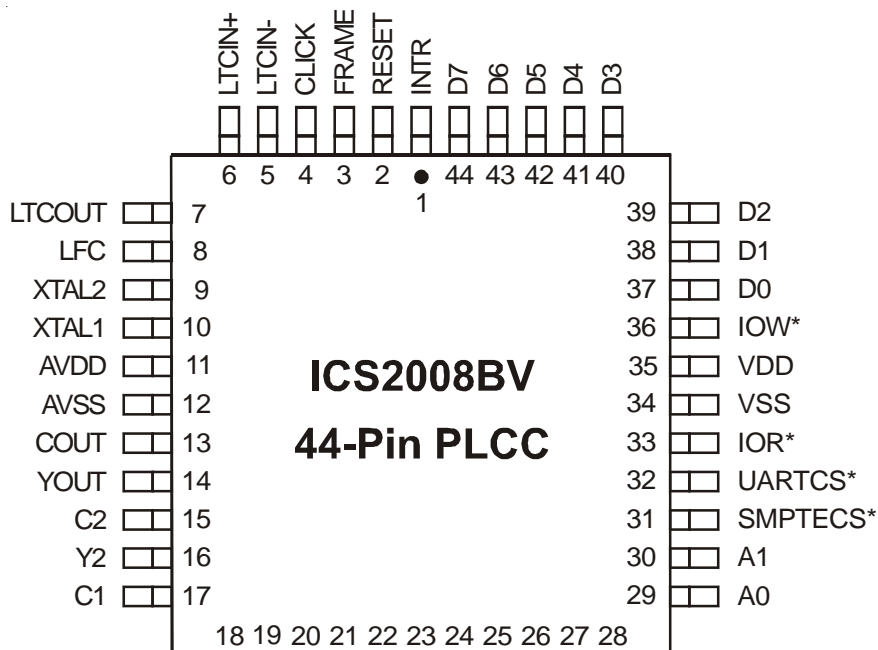 LTCIN+ LTCIN- CLICK FRAME RESET INTR D7 D6 D5 D4 D3
6 5 4 3 2 1 44 43 42 41 40
LTCOUT 7 39 D2
LFC 8 38 D1
XTAL2 9 37 D0
XTAL1 10 36 IOW*
AVDD 11 35 VDD
AVSS 12 34 VSS
COUT 13 33 IOR*
YOUT 14 32 UARTCS*
C2 15 31 SMPTECS*
Y2 16 30 A1
C1 17 29 A0
ICS2008BV
44-Pin PLCC
18 19 20 21 22 23 24 25 26 27 28